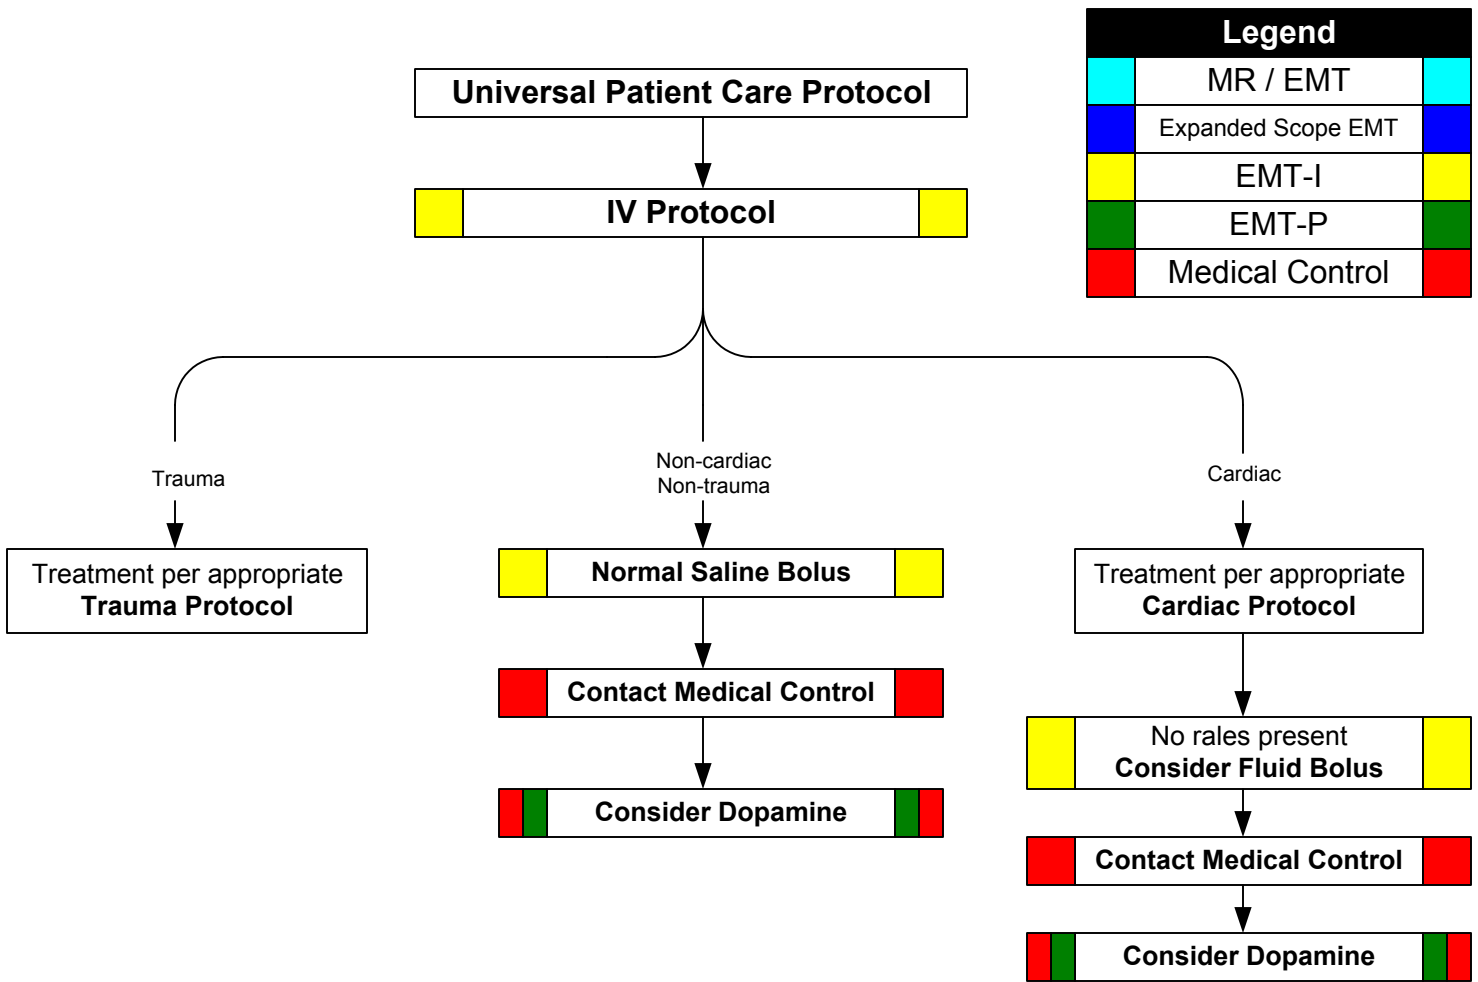 Legend
MR / EMT
Expanded Scope EMT
EMT-I
EMT-P
Medical Control
Universal Patient Care Protocol
IV Protocol
Trauma
Treatment per appropriate
Trauma Protocol
Non-cardiac
Non-trauma
Normal Saline Bolus
Contact Medical Control
Consider Dopamine
Cardiac
Treatment per appropriate
Cardiac Protocol
No rales present
Consider Fluid Bolus
Contact Medical Control
Consider Dopamine